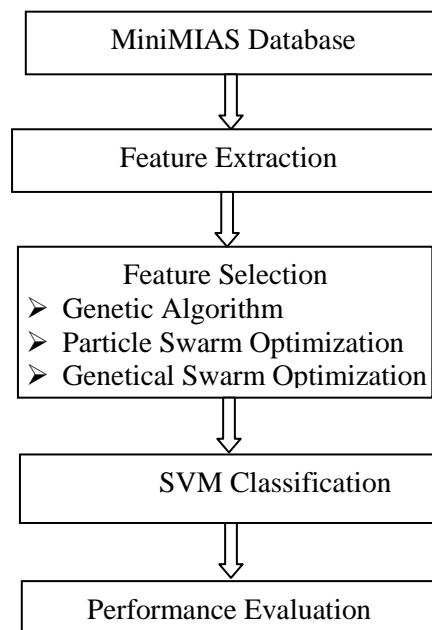 MiniMIAS Database
Feature Extraction
Feature Selection
➢ Genetic Algorithm
➢ Particle Swarm Optimization
➢ Genetical Swarm Optimization
SVM Classification
Performance Evaluation